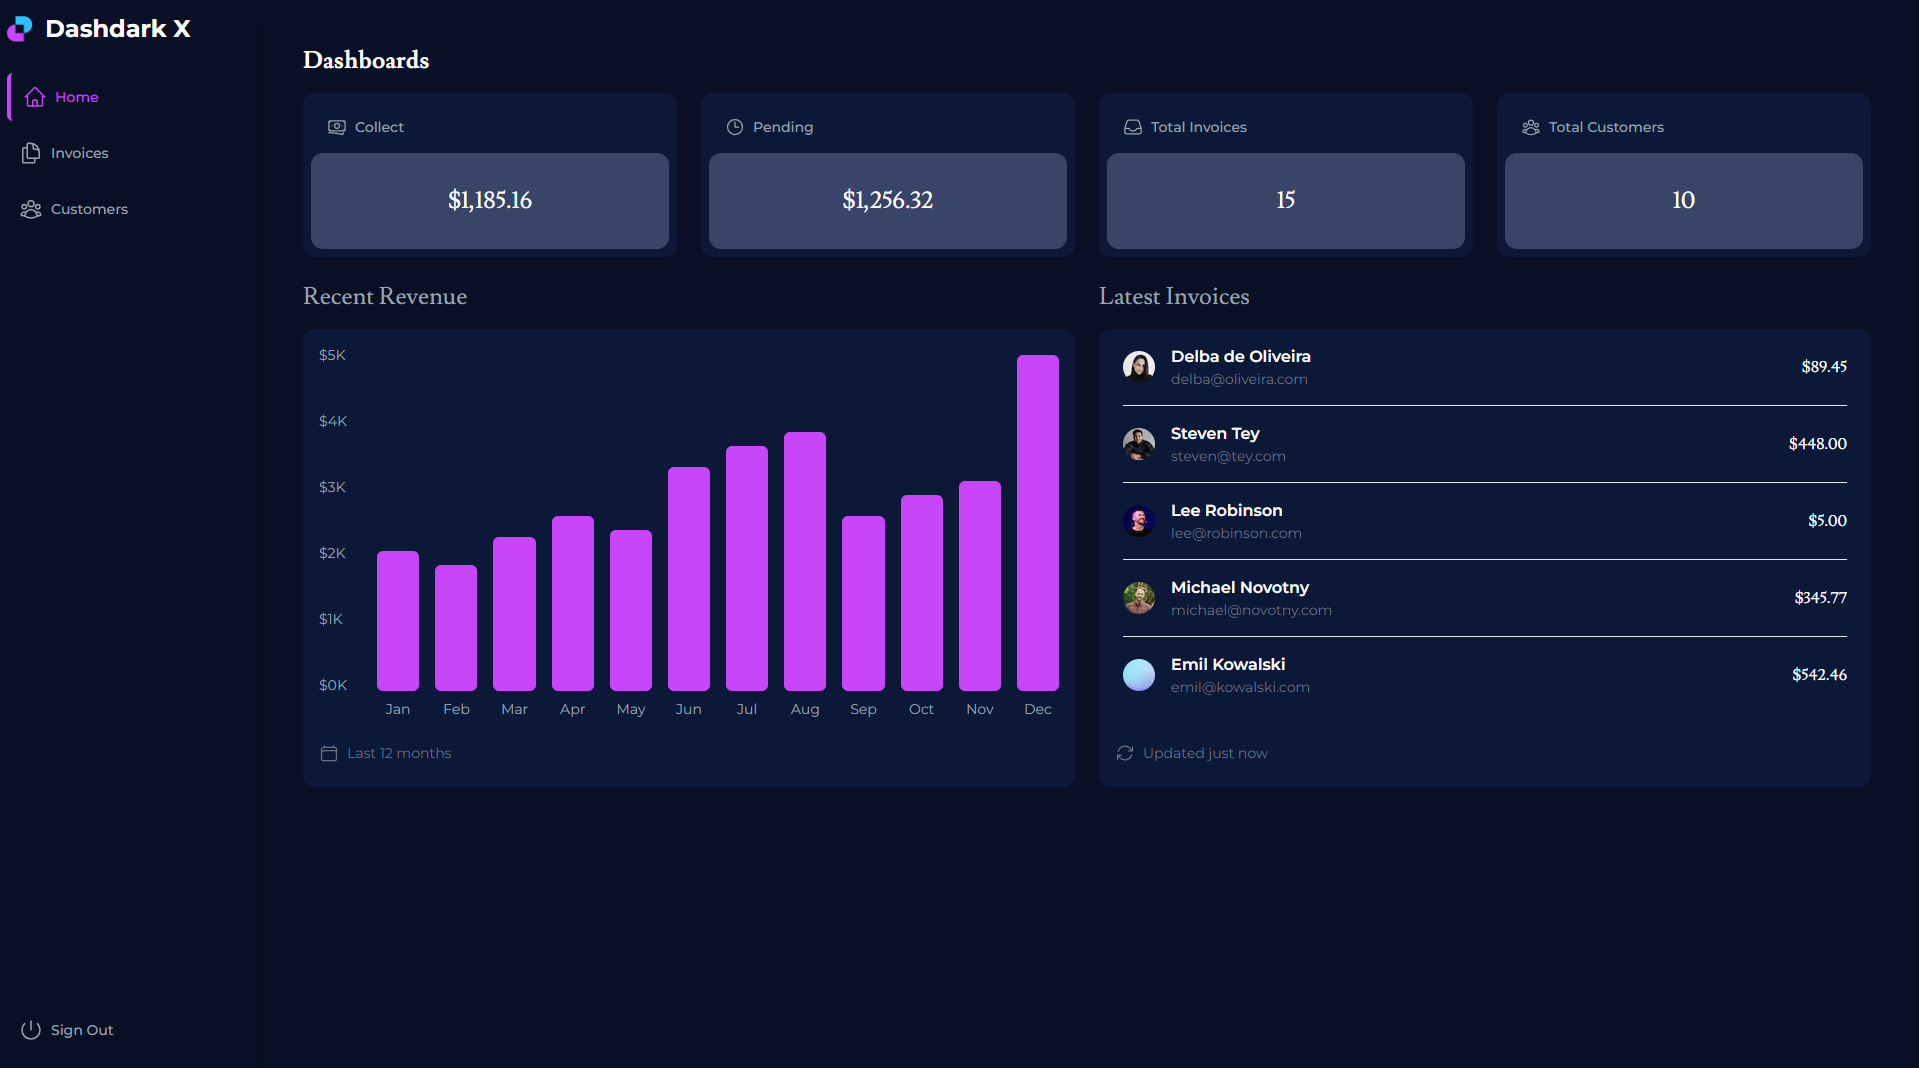 Dashdark X
Home
Invoices
Customers
Sign Out
Dashboards
Collect
$1,185.16
Pending
$1,256.32
Total Invoices
15
Total Customers
10
Recent Revenue
$5K
$4K
$3K
$2K
$1K
$0K
Jan Feb Mar Apr May Jun Jul Aug Sep Oct Nov Dec
Last 12 months
Latest Invoices
Delba de Oliveira
delba@oliveira.com
$89.45
Steven Tey
steven@tey.com
$448.00
Lee Robinson
lee@robinson.com
$5.00
Michael Novotny
michael@novotny.com
$345.77
Emil Kowalski
emil@kowalski.com
$542.46
Updated just now